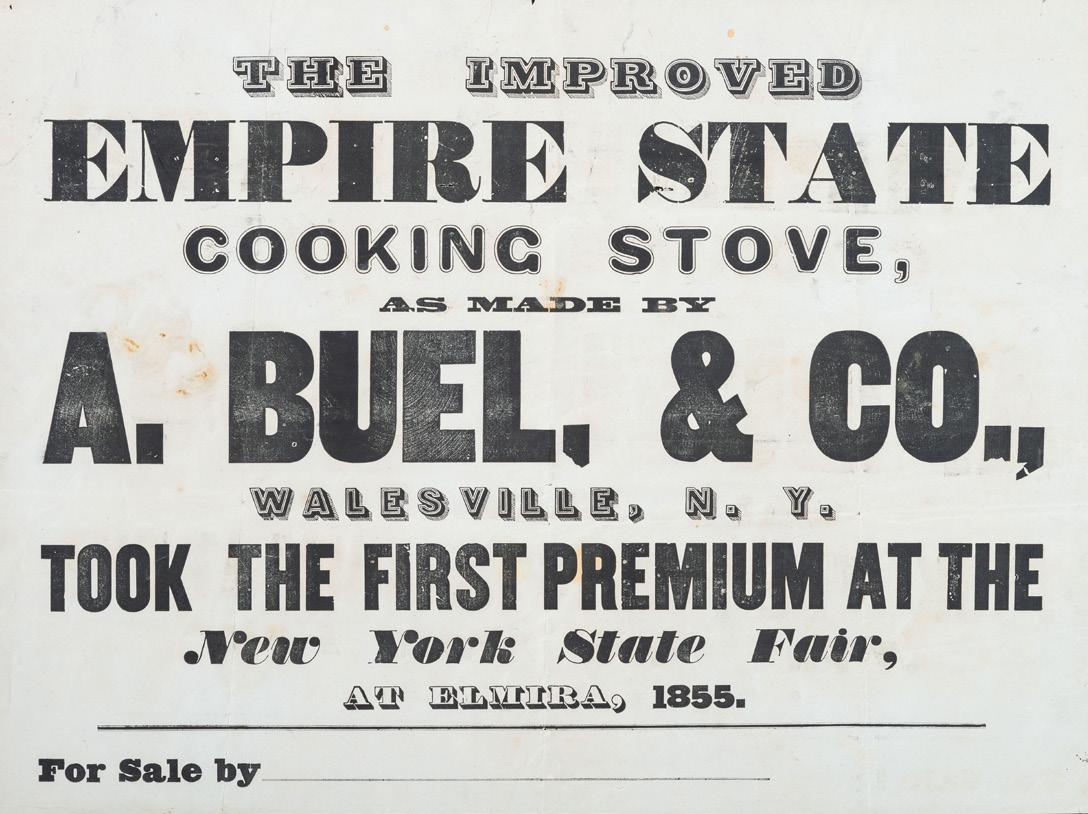 THE IMPROVED
EMPIRE STATE
COOKING STOVE,
AS MADE BY
A. BUEL, & CO.,
WALESVILLE, N. Y.
TOOK THE FIRST PREMIUM AT THE
New York State Fair,
AT ELMIRA, 1855.
For Sale by